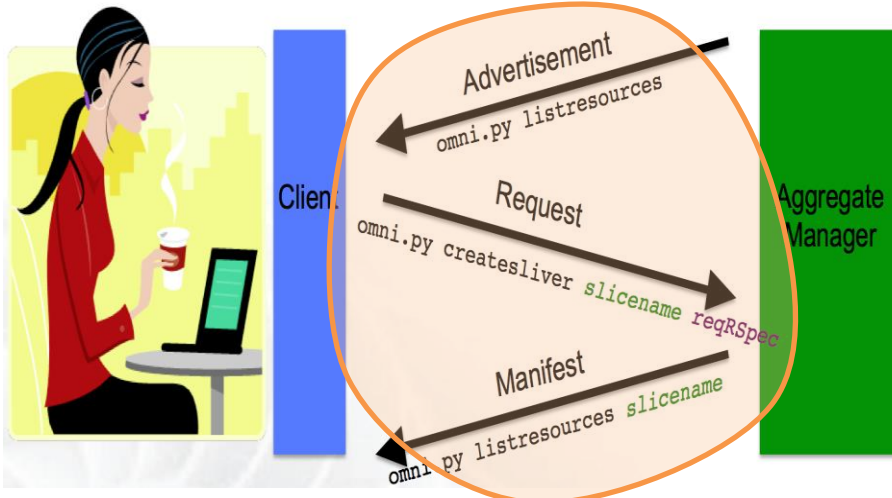 Advertisement
omni.py listresources
Client
Request
omni.py createsliver slicename reqRSpec
Aggregate
Manager
Manifest
omni.py listresources slicename